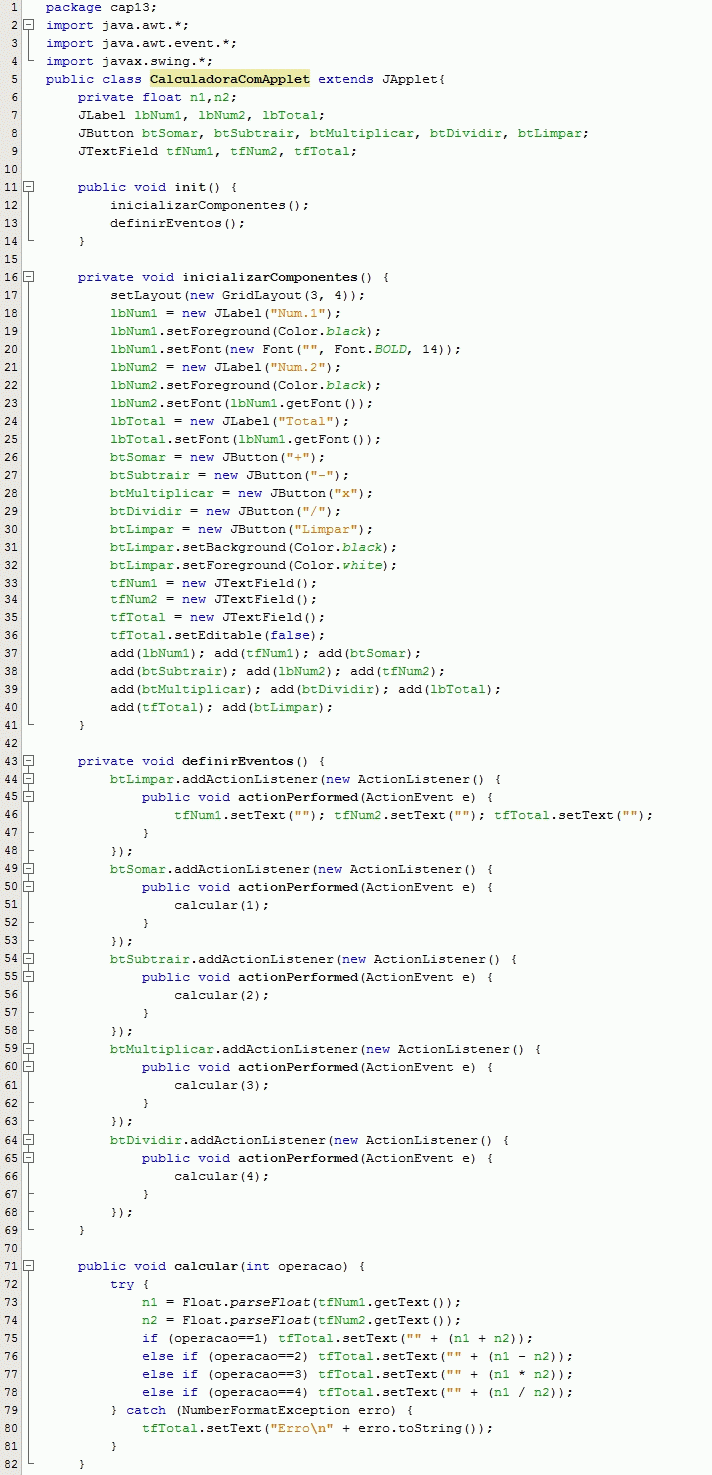 1 package cap13;
2 import java.awt.*;
3 import java.awt.event.*;
4 import javax.swing.*;
5 public class CalculadoraComApplet extends JApplet{
6     private float n1,n2;
7     JLabel lbNum1, lbNum2, lbTotal;
8     JButton btSomar, btSubtrair, btMultiplicar, btDividir, btLimpar;
9     JTextField tfNum1, tfNum2, tfTotal;
10
11     public void init() {
12         inicializarComponentes();
13         definirEventos();
14     }
15
16     private void inicializarComponentes() {
17         setLayout(new GridLayout(3, 4));
18         lbNum1 = new JLabel("Num.1");
19         lbNum1.setForeground(Color.black);
20         lbNum1.setFont(new Font("", Font.BOLD, 14));
21         lbNum2 = new JLabel("Num.2");
22         lbNum2.setForeground(Color.black);
23         lbNum2.setFont(lbNum1.getFont());
24         lbTotal = new JLabel("Total");
25         lbTotal.setFont(lbNum1.getFont());
26         btSomar = new JButton("+");
27         btSubtrair = new JButton("-");
28         btMultiplicar = new JButton("x");
29         btDividir = new JButton("/");
30         btLimpar = new JButton("Limpar");
31         btLimpar.setBackground(Color.black);
32         btLimpar.setForeground(Color.white);
33         tfNum1 = new JTextField();
34         tfNum2 = new JTextField();
35         tfTotal = new JTextField();
36         tfTotal.setEditable(false);
37         add(lbNum1); add(tfNum1); add(btSomar);
38         add(btSubtrair); add(lbNum2); add(tfNum2);
39         add(btMultiplicar); add(btDividir); add(lbTotal);
40         add(tfTotal); add(btLimpar);
41     }
42
43     private void definirEventos() {
44         btLimpar.addActionListener(new ActionListener() {
45             public void actionPerformed(ActionEvent e) {
46                 tfNum1.setText(""); tfNum2.setText(""); tfTotal.setText("");
47             }
48         });
49         btSomar.addActionListener(new ActionListener() {
50             public void actionPerformed(ActionEvent e) {
51                 calcular(1);
52             }
53         });
54         btSubtrair.addActionListener(new ActionListener() {
55             public void actionPerformed(ActionEvent e) {
56                 calcular(2);
57             }
58         });
59         btMultiplicar.addActionListener(new ActionListener() {
60             public void actionPerformed(ActionEvent e) {
61                 calcular(3);
62             }
63         });
64         btDividir.addActionListener(new ActionListener() {
65             public void actionPerformed(ActionEvent e) {
66                 calcular(4);
67             }
68         });
69     }
70
71     public void calcular(int operacao) {
72         try {
73             n1 = Float.parseFloat(tfNum1.getText());
74             n2 = Float.parseFloat(tfNum2.getText());
75             if (operacao==1) tfTotal.setText("" + (n1 + n2));
76             else if (operacao==2) tfTotal.setText("" + (n1 - n2));
77             else if (operacao==3) tfTotal.setText("" + (n1 * n2));
78             else if (operacao==4) tfTotal.setText("" + (n1 / n2));
79         } catch (NumberFormatException erro) {
80             tfTotal.setText("Erro\n" + erro.toString());
81         }
82     }